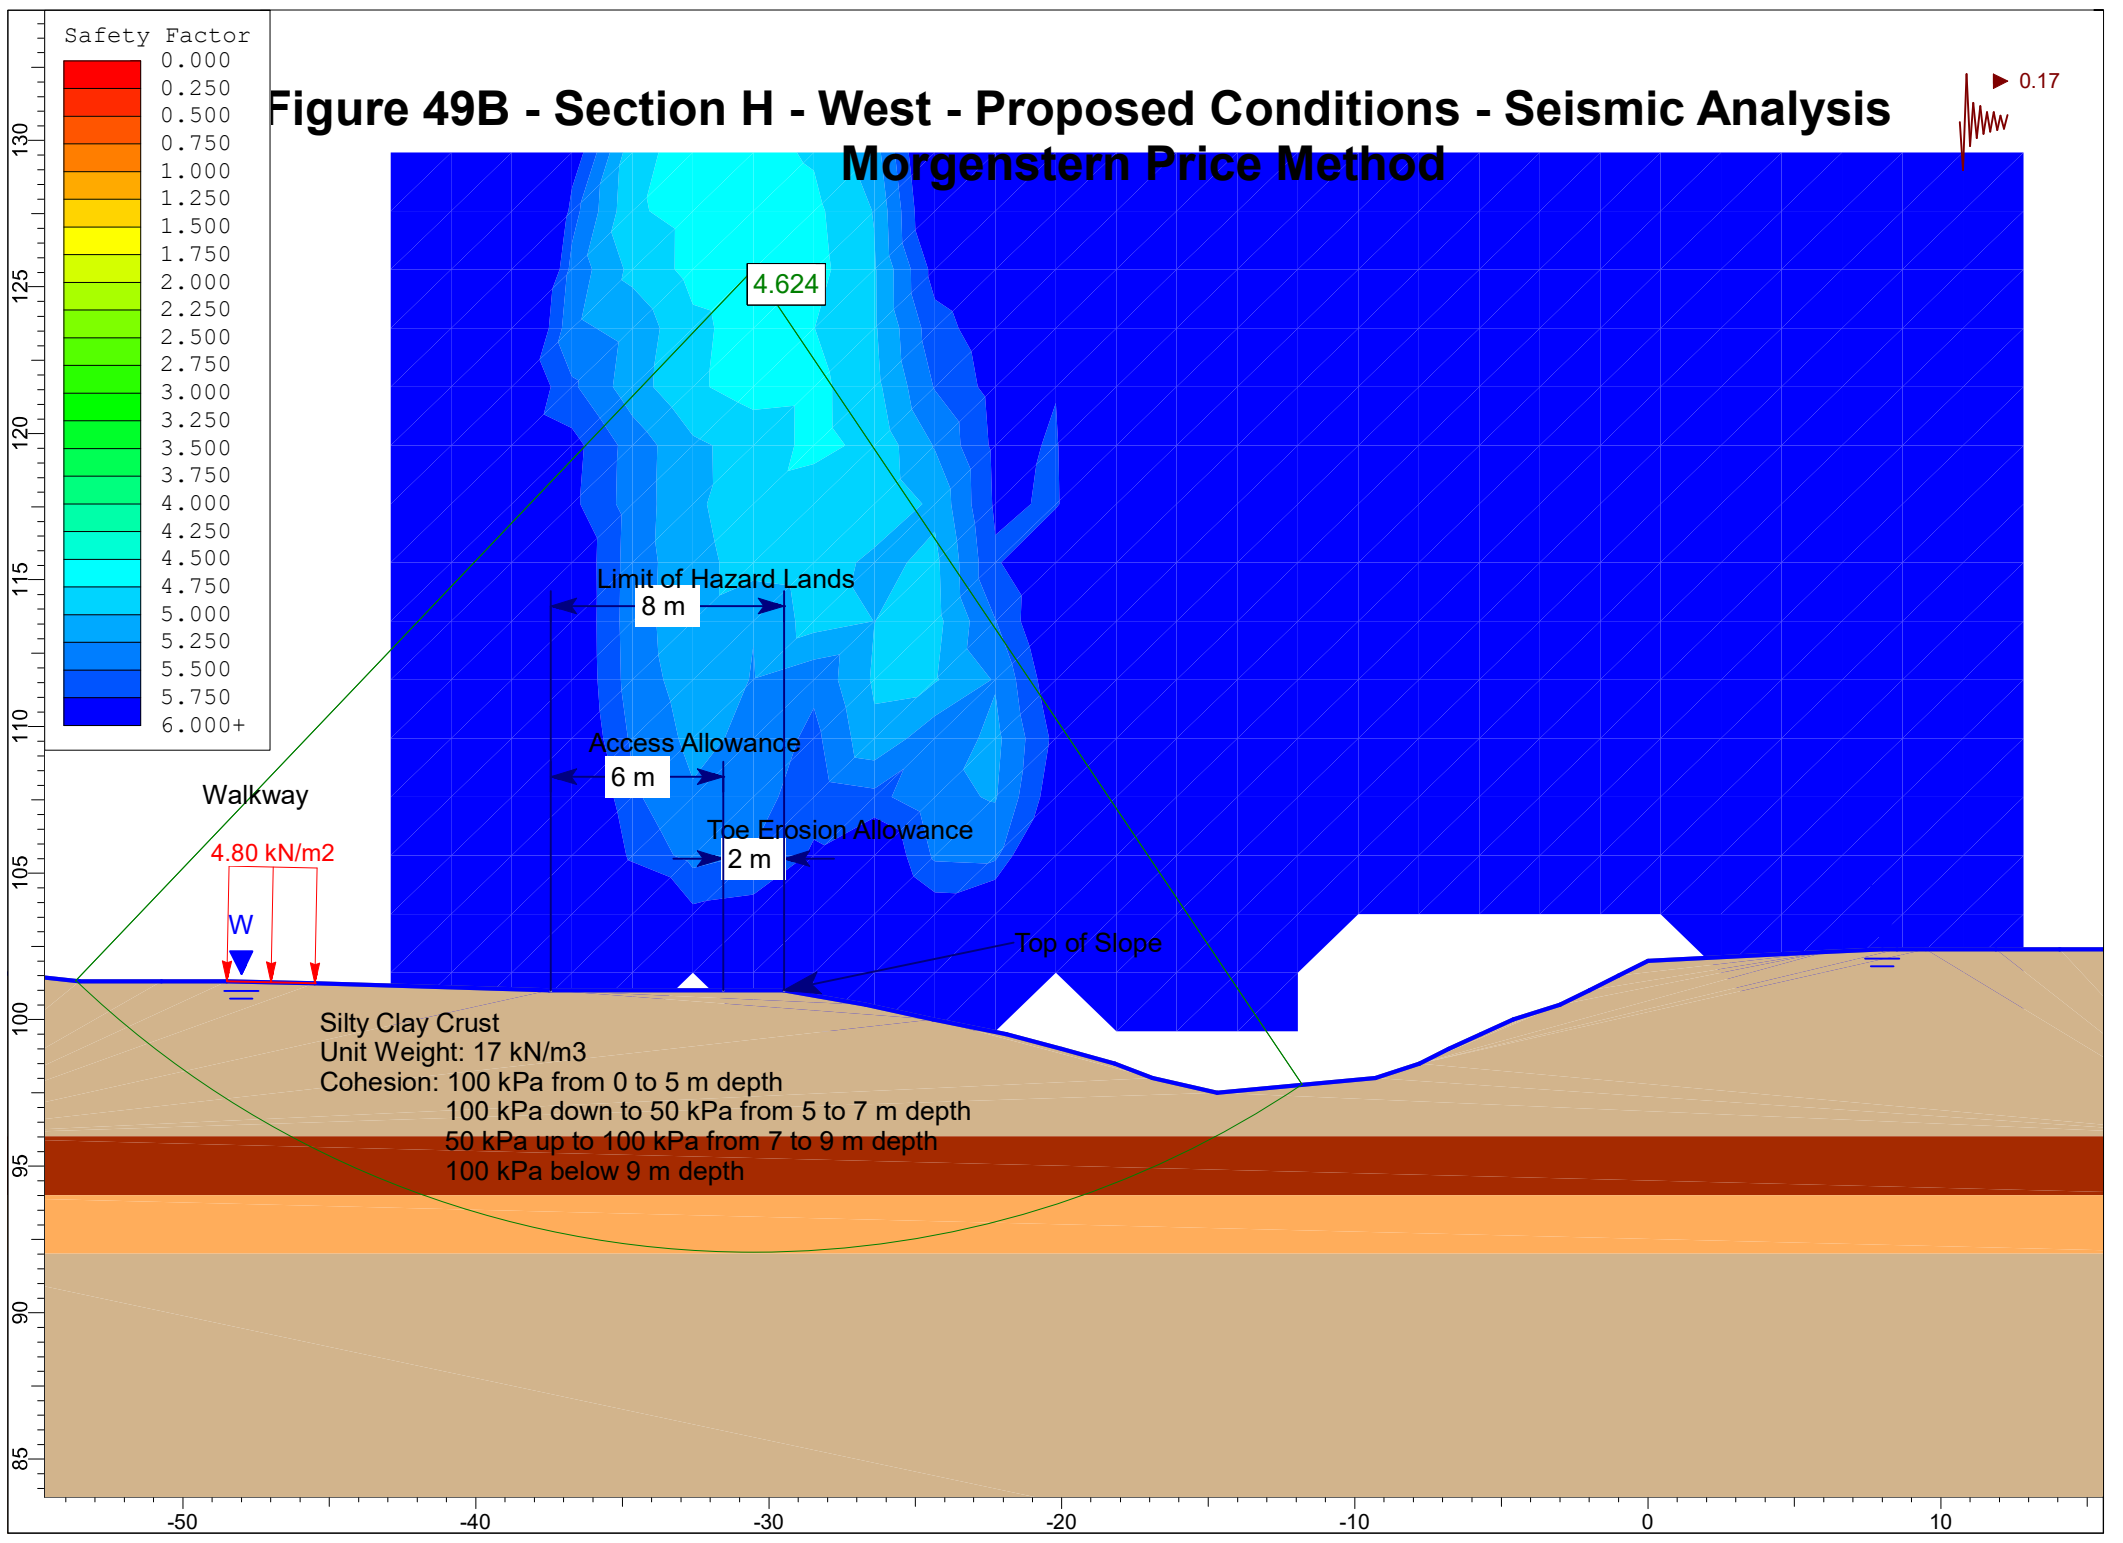 Safety Factor
0.000
0.250
0.500
0.750
1.000
1.250
1.500
1.750
2.000
2.250
2.500
2.750
3.000
3.250
3.500
3.750
4.000
4.250
4.500
4.750
5.000
5.250
5.500
5.750
6.000+
Figure 49B - Section H - West - Proposed Conditions - Seismic Analysis
Morgenstern Price Method
0.17
4.624
Limit of Hazard Lands
8 m
Access Allowance
6 m
Walkway
Toe Erosion Allowance
2 m
4.80 kN/m2
W
Top of Slope
Silty Clay Crust
Unit Weight: 17 kN/m3
Cohesion: 100 kPa from 0 to 5 m depth
100 kPa down to 50 kPa from 5 to 7 m depth
50 kPa up to 100 kPa from 7 to 9 m depth
100 kPa below 9 m depth
130
125
120
115
110
105
100
95
90
85
-50
-40
-30
-20
-10
0
10